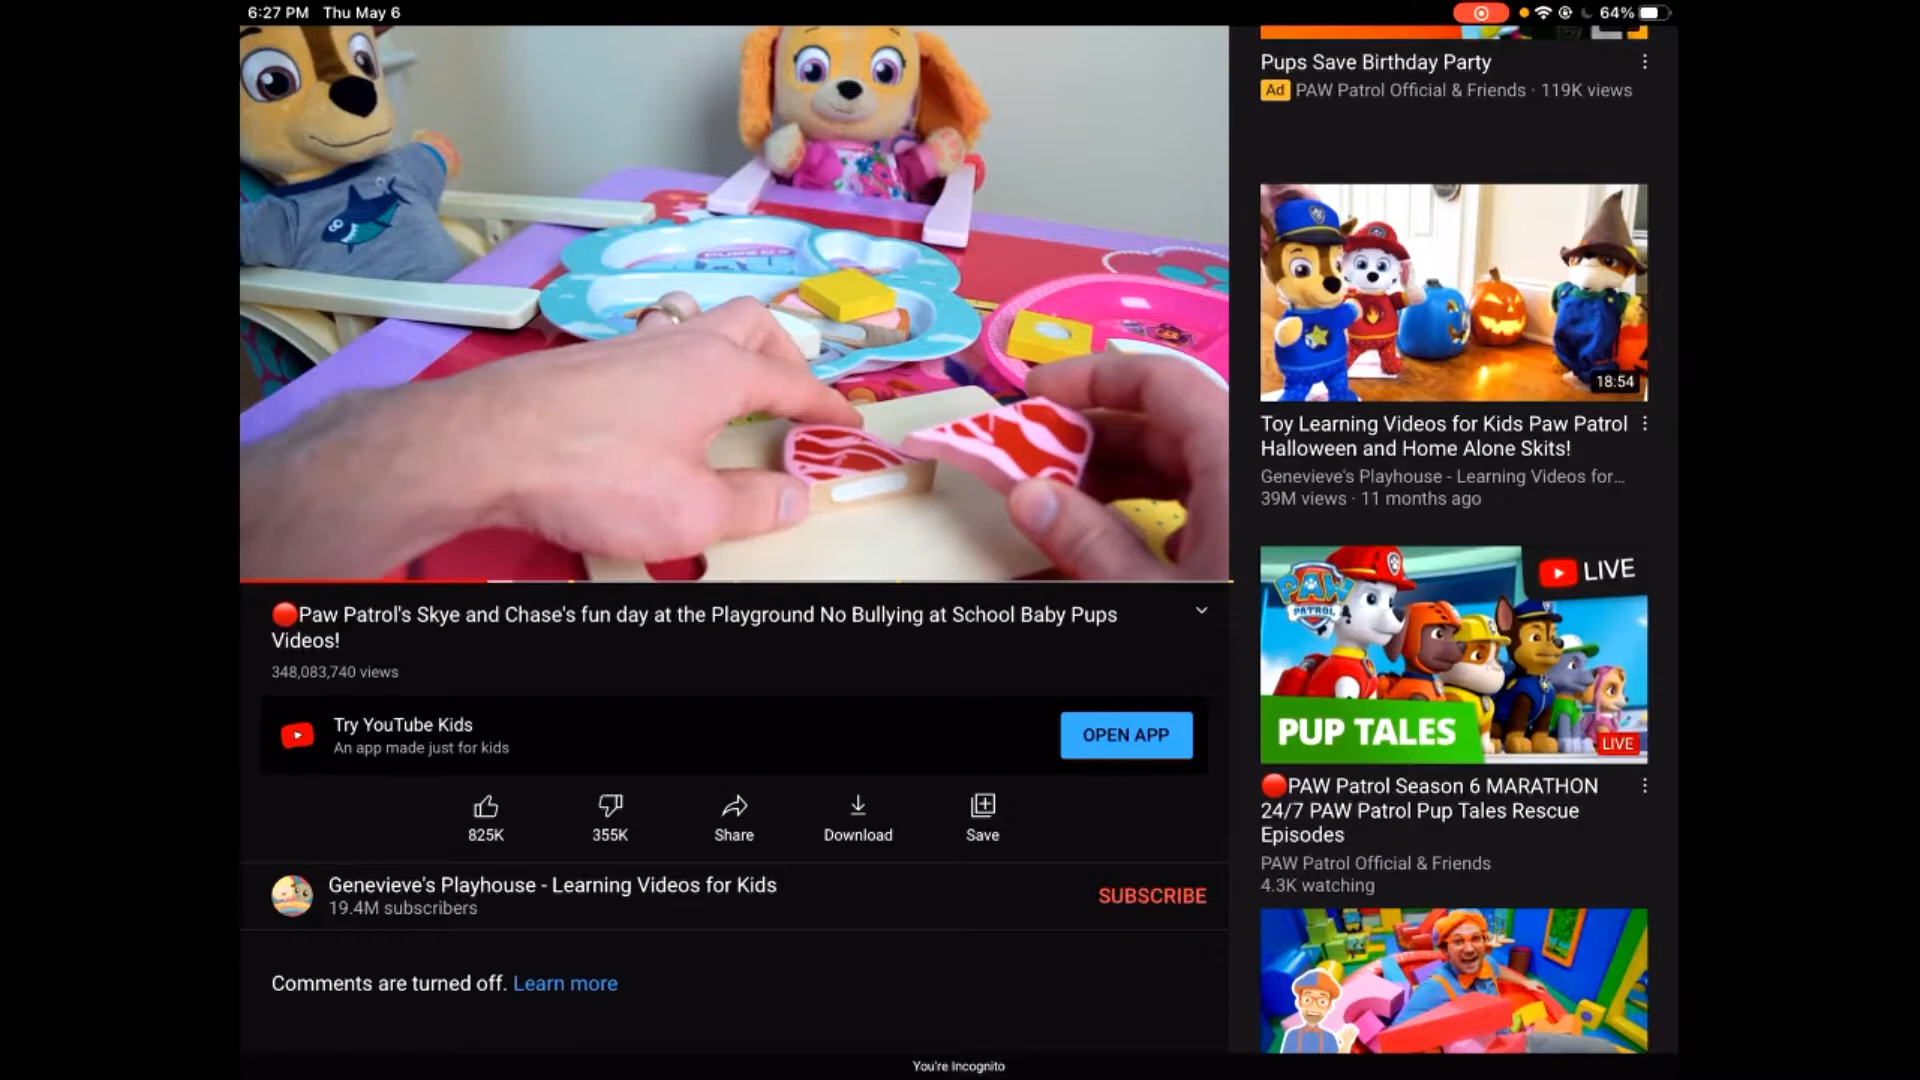 6:27 PM Thu May 6
64%
Pups Save Birthday Party
Ad PAW Patrol Official & Friends · 119K views
18:54
Toy Learning Videos for Kids Paw Patrol
Halloween and Home Alone Skits!
Genevieve's Playhouse - Learning Videos for...
39M views · 11 months ago
PAW
PATROL
LIVE
PUP TALES
LIVE
🔴PAW Patrol Season 6 MARATHON
24/7 PAW Patrol Pup Tales Rescue
Episodes
PAW Patrol Official & Friends
4.3K watching
🔴Paw Patrol's Skye and Chase's fun day at the Playground No Bullying at School Baby Pups
Videos!
348,083,740 views
Try YouTube Kids
An app made just for kids
OPEN APP
825K
355K
Share
Download
Save
Genevieve's Playhouse - Learning Videos for Kids
19.4M subscribers
SUBSCRIBE
Comments are turned off. Learn more
You're Incognito